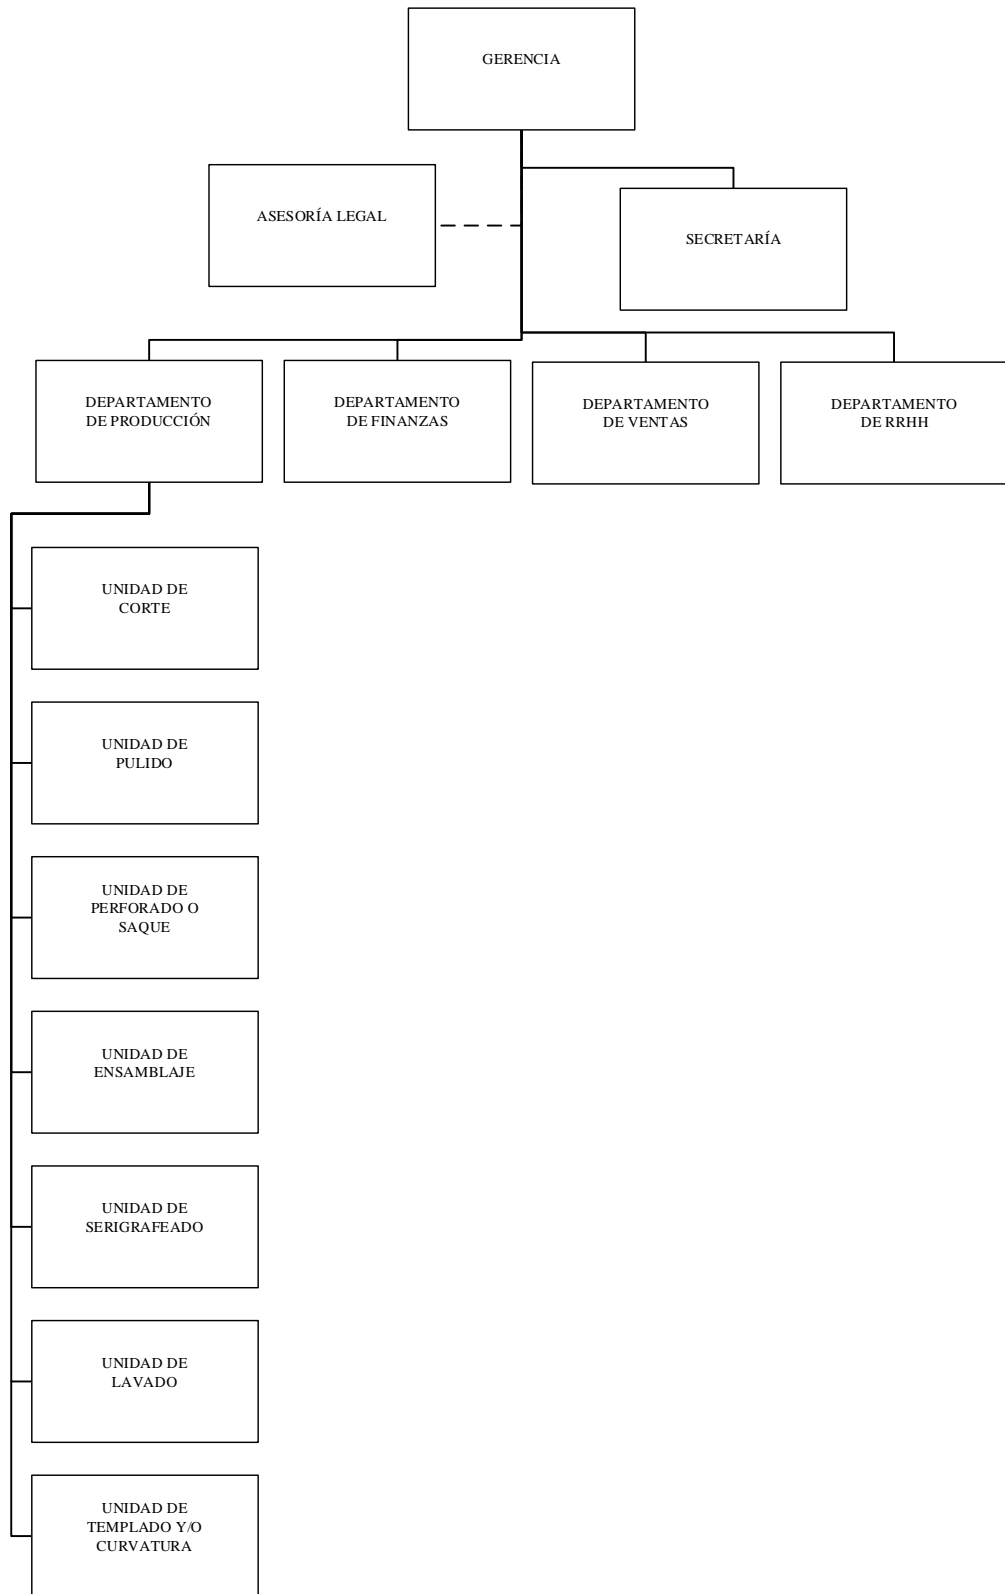 GERENCIA
ASESORÍA LEGAL
SECRETARÍA
DEPARTAMENTO
DE PRODUCCIÓN
DEPARTAMENTO
DE FINANZAS
DEPARTAMENTO
DE VENTAS
DEPARTAMENTO
DE RRHH
UNIDAD DE
CORTE
UNIDAD DE
PULIDO
UNIDAD DE
PERFORADO O
SAQUE
UNIDAD DE
ENSAMBLAJE
UNIDAD DE
SERIGRAFEADO
UNIDAD DE
LAVADO
UNIDAD DE
TEMPLADO Y/O
CURVATURA